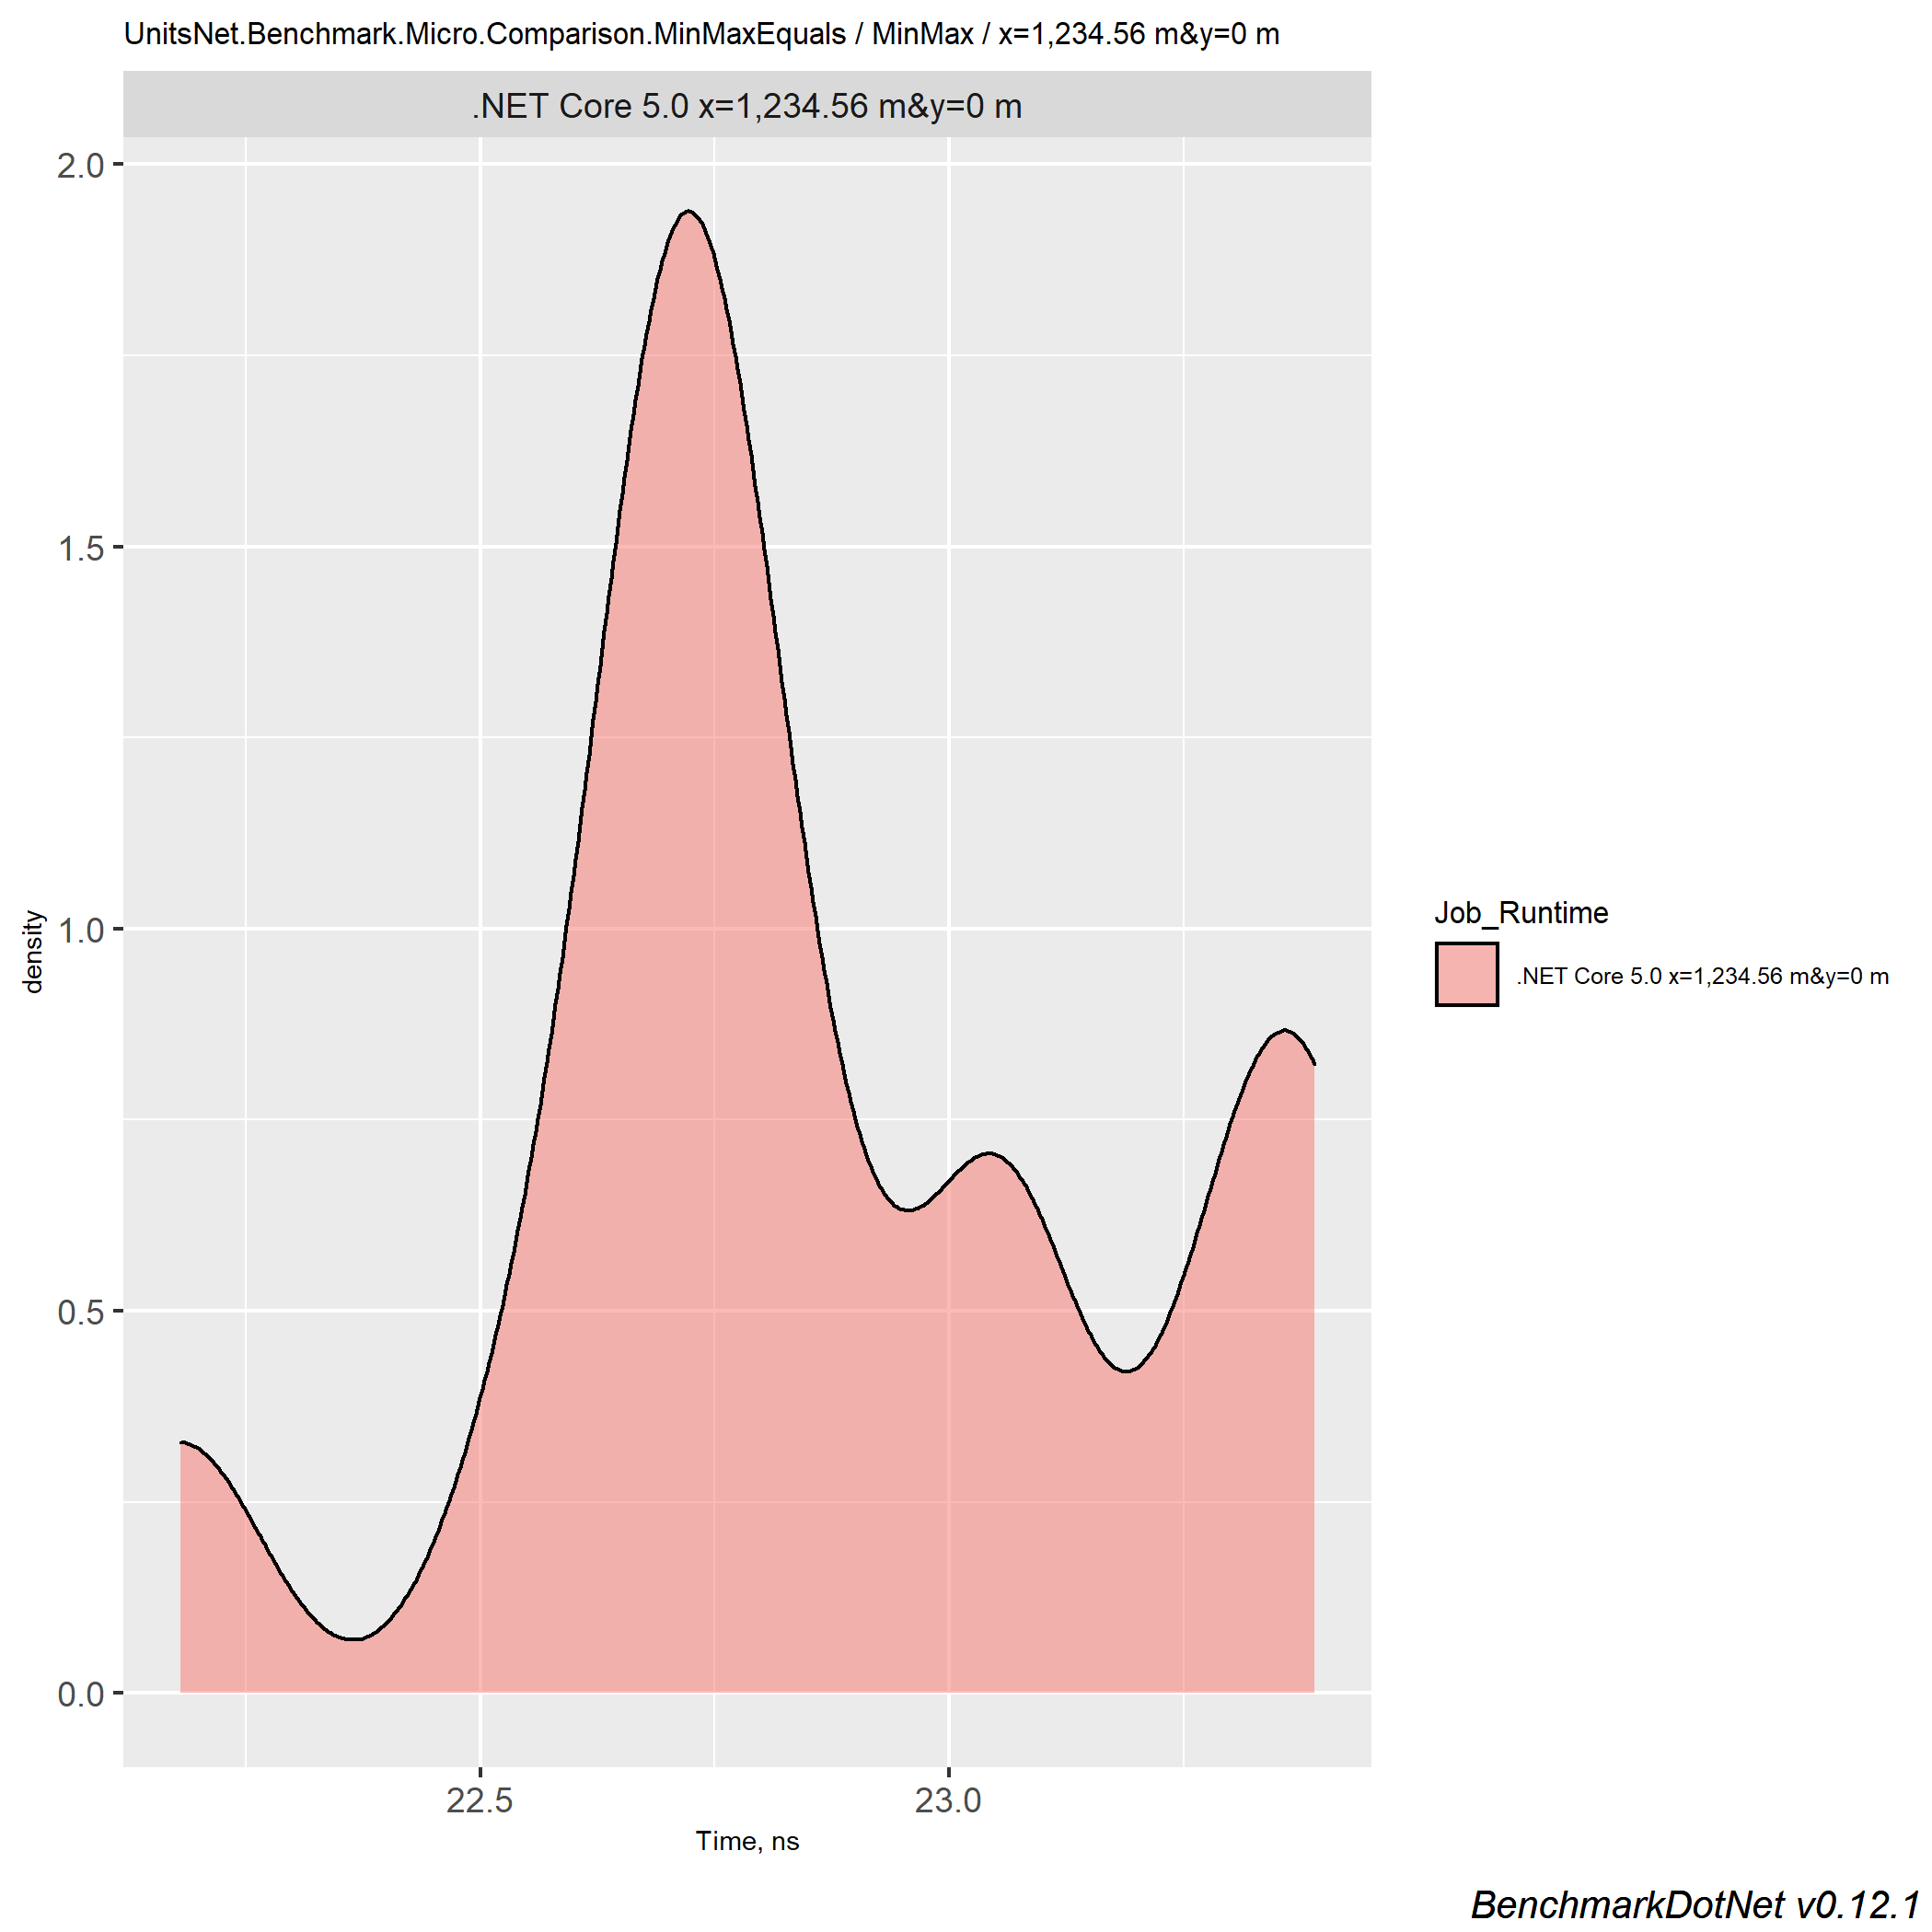 UnitsNet.Benchmark.Micro.Comparison.MinMaxEquals / MinMax / x=1,234.56 m&y=0 m
.NET Core 5.0 x=1,234.56 m&y=0 m
2.0
1.5
1.0
0.5
0.0
density
22.5
23.0
Time, ns
Job_Runtime
.NET Core 5.0 x=1,234.56 m&y=0 m
BenchmarkDotNet v0.12.1